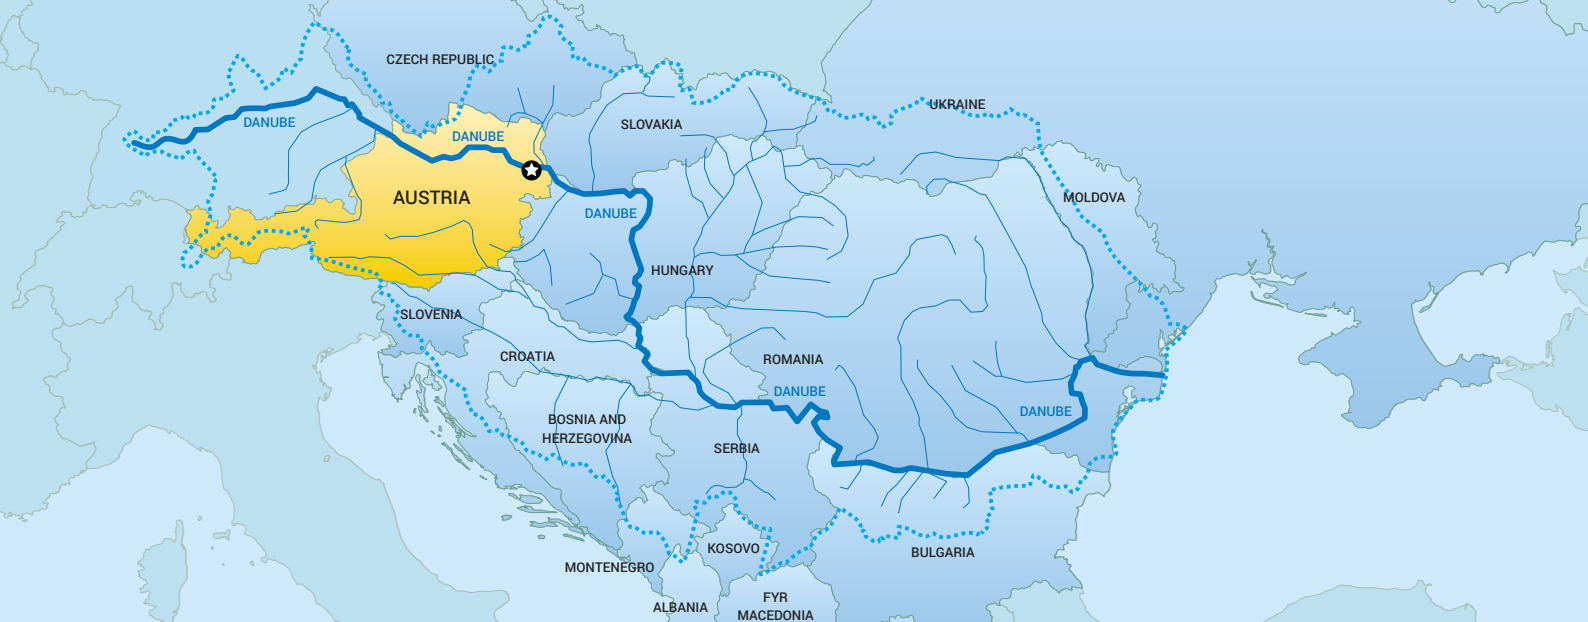 CZECH REPUBLIC
UKRAINE
DANUBE
SLOVAKIA
DANUBE
AUSTRIA
MOLDOVA
DANUBE
HUNGARY
SLOVENIA
CROATIA
ROMANIA
DANUBE
DANUBE
BOSNIA AND
HERZEGOVINA
SERBIA
KOSOVO
BULGARIA
MONTENEGRO
ALBANIA
FYR
MACEDONIA